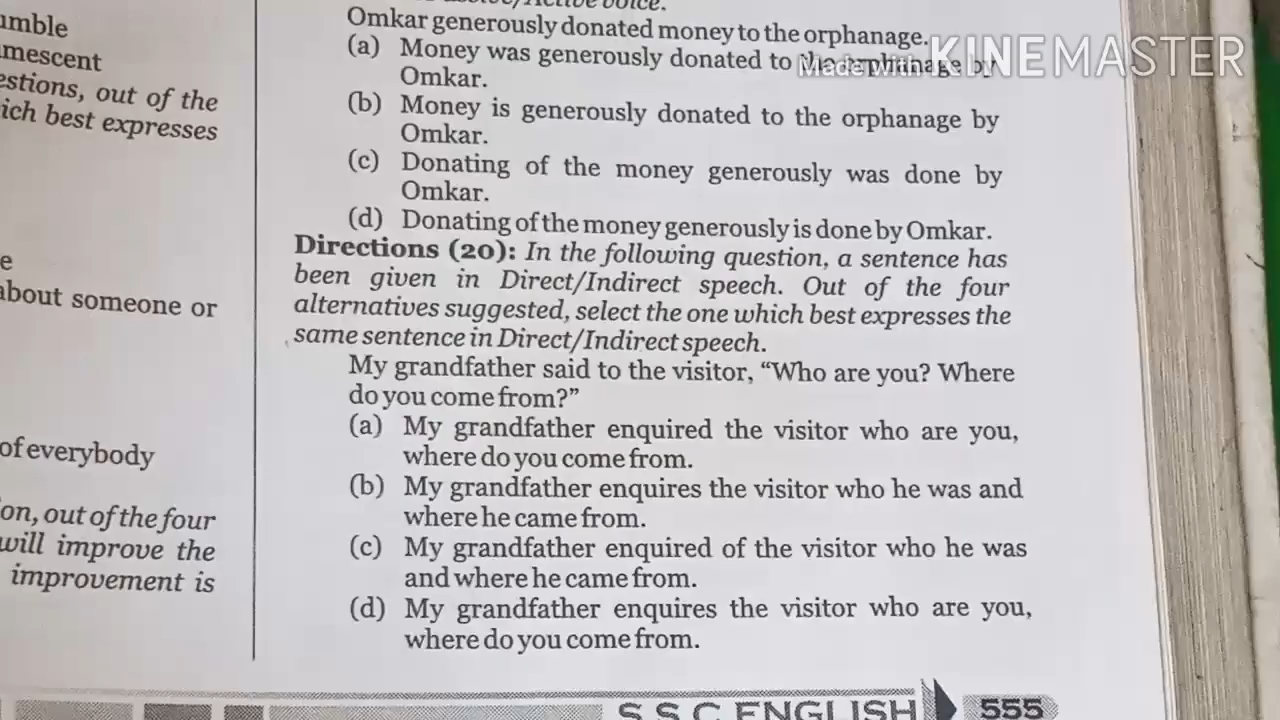 umble
mescent
estions, out of the
ich best expresses
e
about someone or
of everybody
on, out of the four
will improve the
improvement is
Omkar generously donated money to the orphanage.
(a) Money was generously donated to the orphanage by
Omkar.
(b) Money is generously donated to the orphanage by
Omkar.
(c) Donating of the money generously was done by
Omkar.
(d) Donating of the money generously is done by Omkar.
Directions (20): In the following question, a sentence has
been given in Direct/Indirect speech. Out of the four
alternatives suggested, select the one which best expresses the
same sentence in Direct/Indirect speech.
My grandfather said to the visitor, “Who are you? Where
do you come from?”
(a) My grandfather enquired the visitor who are you,
where do you come from.
(b) My grandfather enquires the visitor who he was and
where he came from.
(c) My grandfather enquired of the visitor who he was
and where he came from.
(d) My grandfather enquires the visitor who are you,
where do you come from.
S S C ENGLISH 555
Made with KINEMASTER